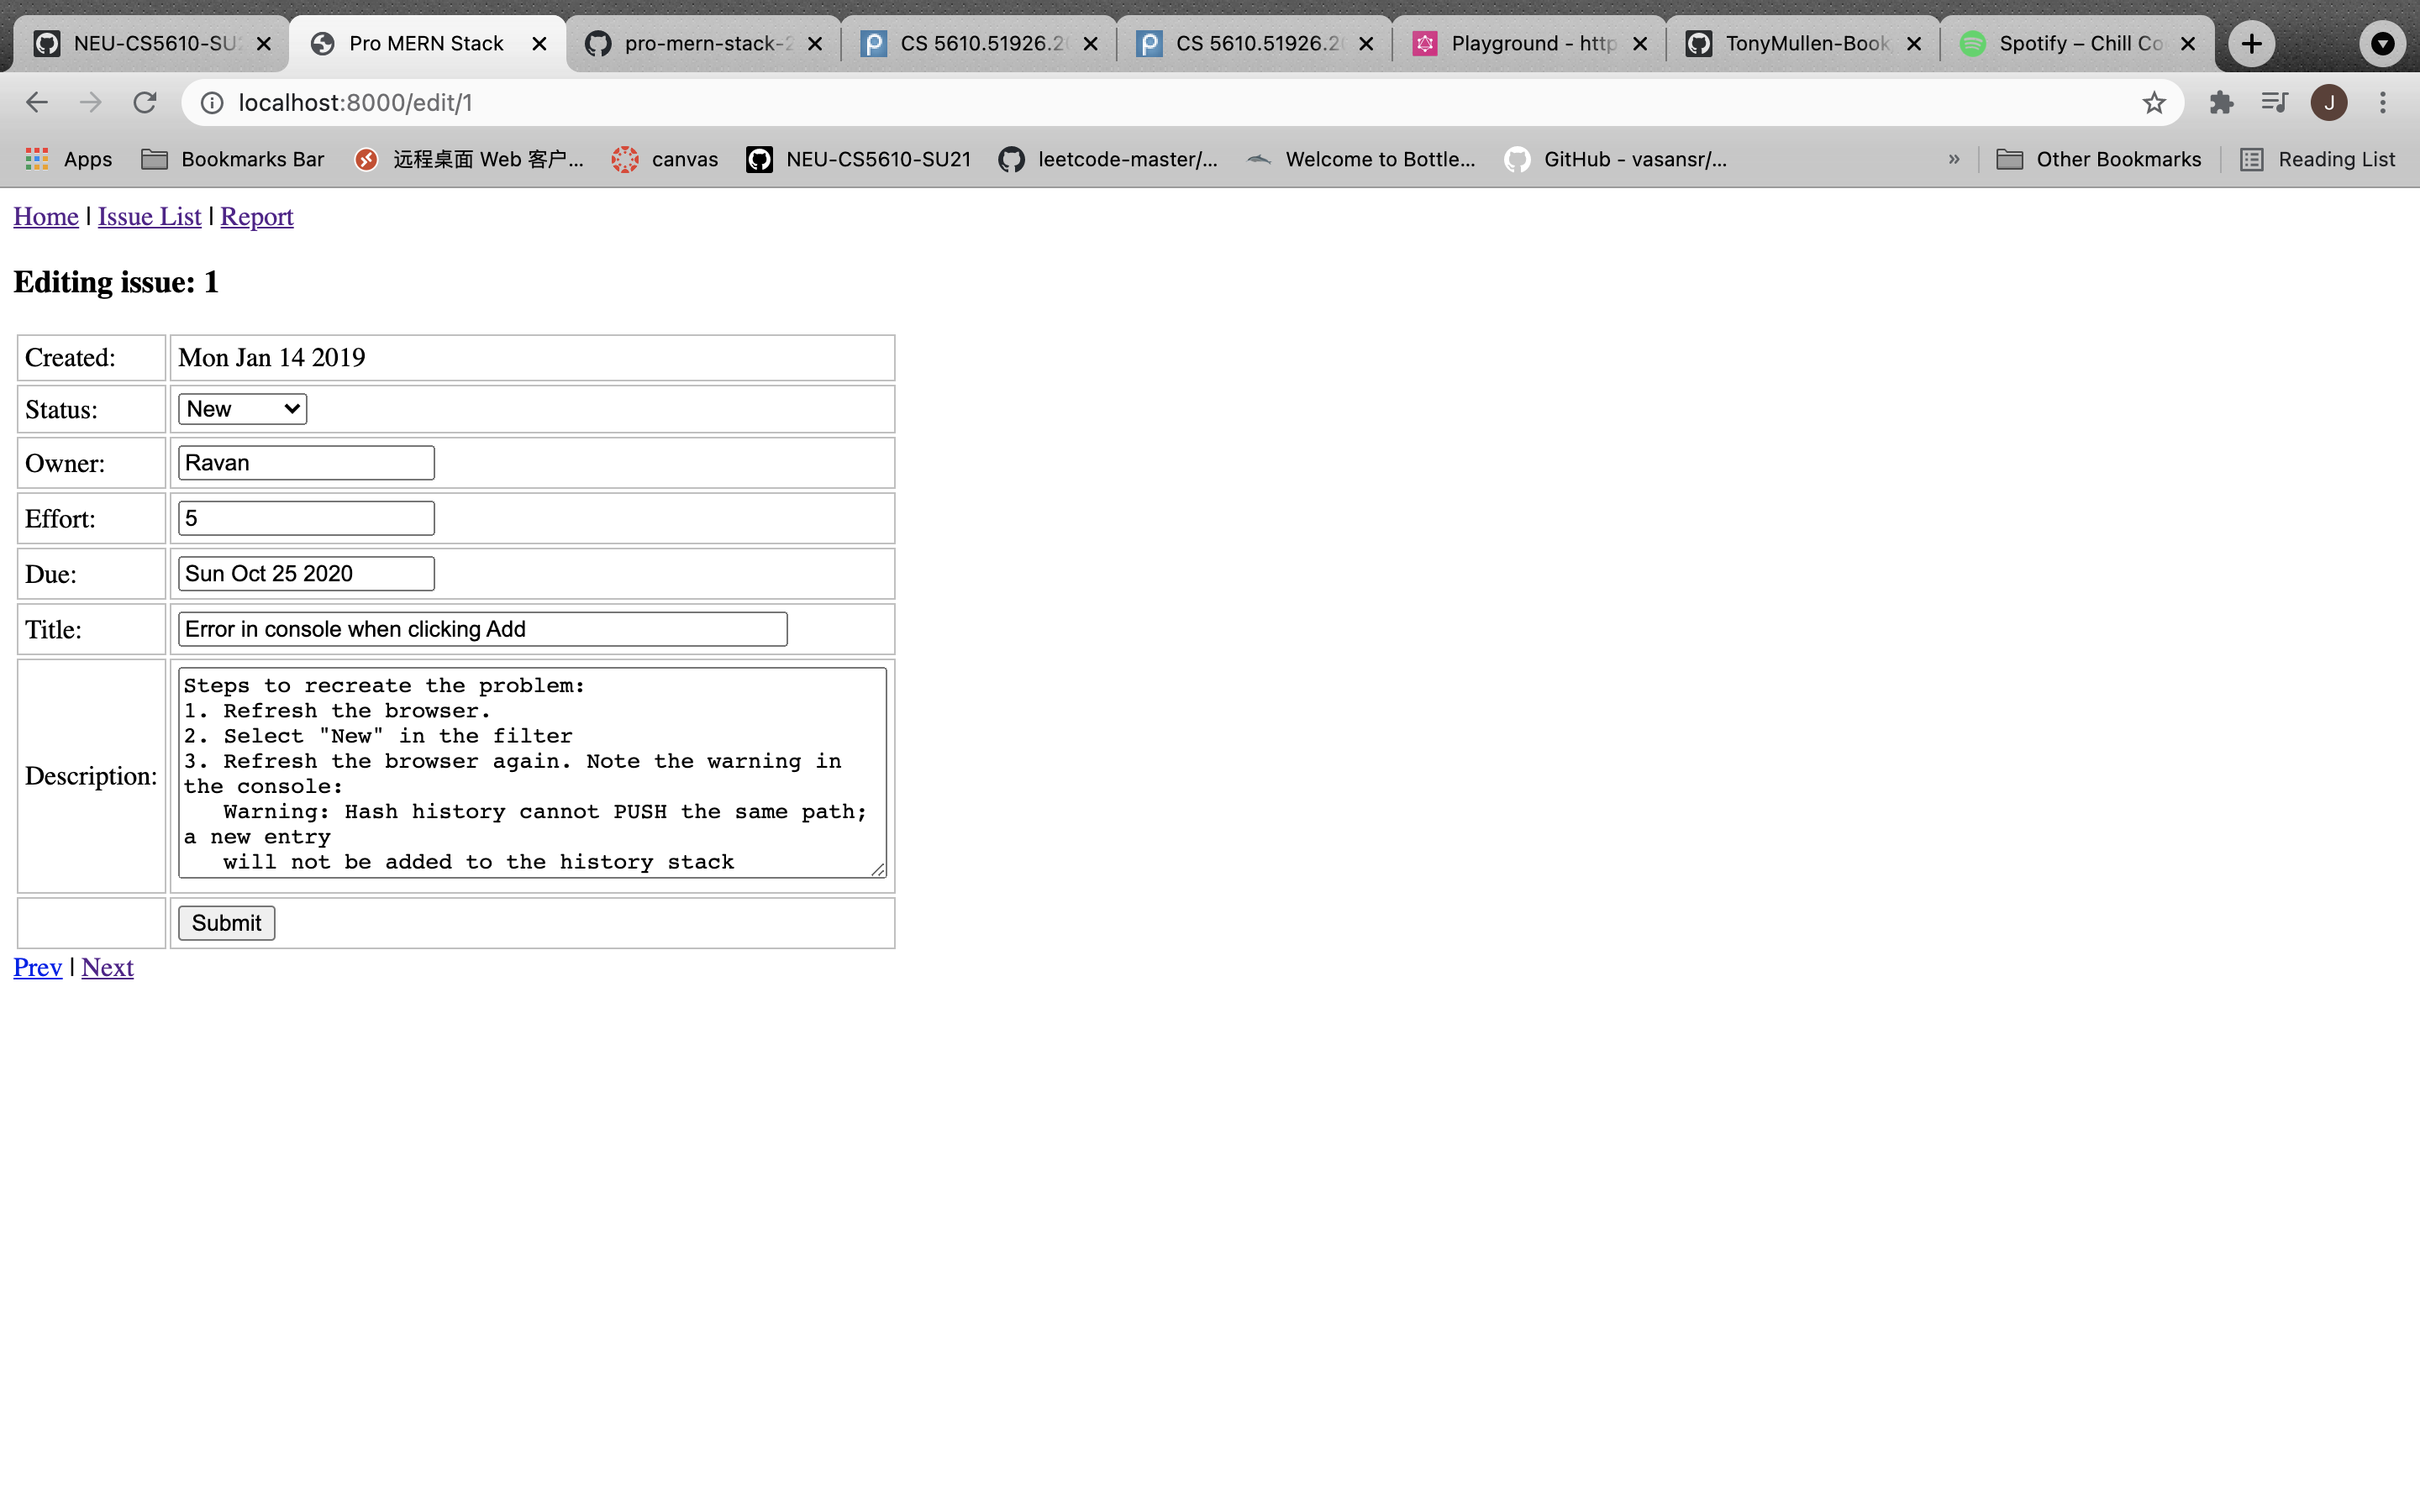 NEU-CS5610-SU
Pro MERN Stack
pro-mern-stack-2
CS 5610.51926.2
CS 5610.51926.2
Playground - http
TonyMullen-Book
Spotify – Chill Co
localhost:8000/edit/1
J
Apps
Bookmarks Bar
远程桌面 Web 客户...
canvas
NEU-CS5610-SU21
leetcode-master/...
Welcome to Bottle...
GitHub - vasansr/...
»
Other Bookmarks
Reading List
Home | Issue List | Report
Editing issue: 1
Created: Mon Jan 14 2019
Status: New
Owner: Ravan
Effort: 5
Due: Sun Oct 25 2020
Title: Error in console when clicking Add
Description:
Steps to recreate the problem:
1. Refresh the browser.
2. Select "New" in the filter
3. Refresh the browser again. Note the warning in
the console:
Warning: Hash history cannot PUSH the same path;
a new entry
will not be added to the history stack
Submit
Prev | Next